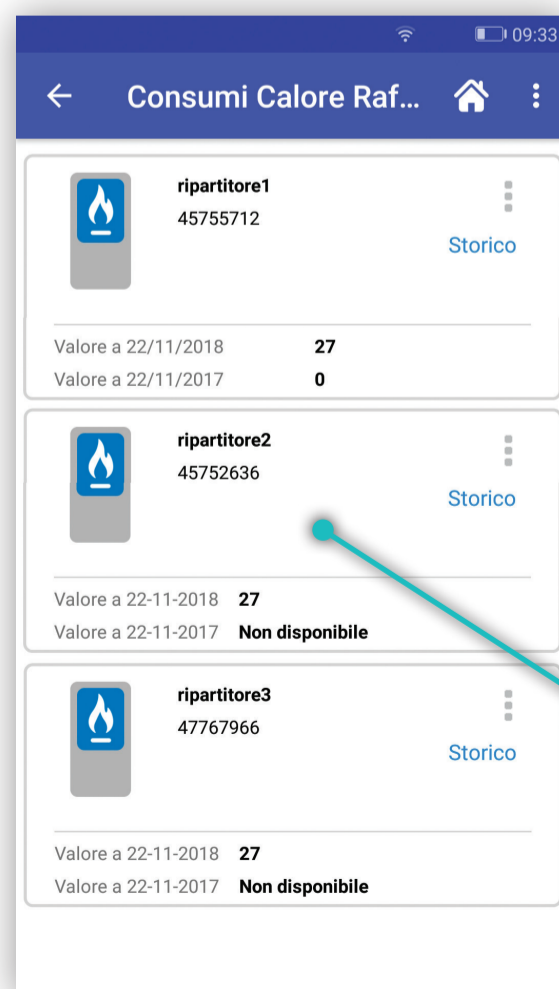 09:33
Consumi Calore Raf...
ripartitore1
45755712
Storico
Valore a 22/11/2018 27
Valore a 22/11/2017 0
ripartitore2
45752636
Storico
Valore a 22-11-2018 27
Valore a 22-11-2017 Non disponibile
ripartitore3
47767966
Storico
Valore a 22-11-2018 27
Valore a 22-11-2017 Non disponibile